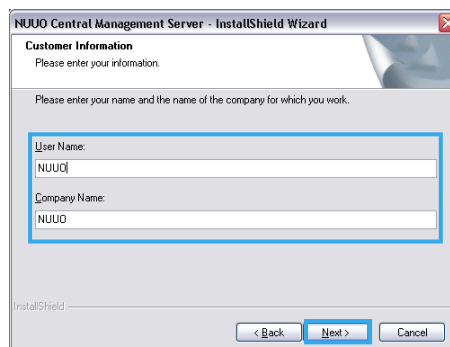 NUUO Central Management Server - InstallShield Wizard
Customer Information
Please enter your information.
Please enter your name and the name of the company for which you work.
User Name:
NUUO
Company Name:
NUUO
InstallShield
< Back Next > Cancel